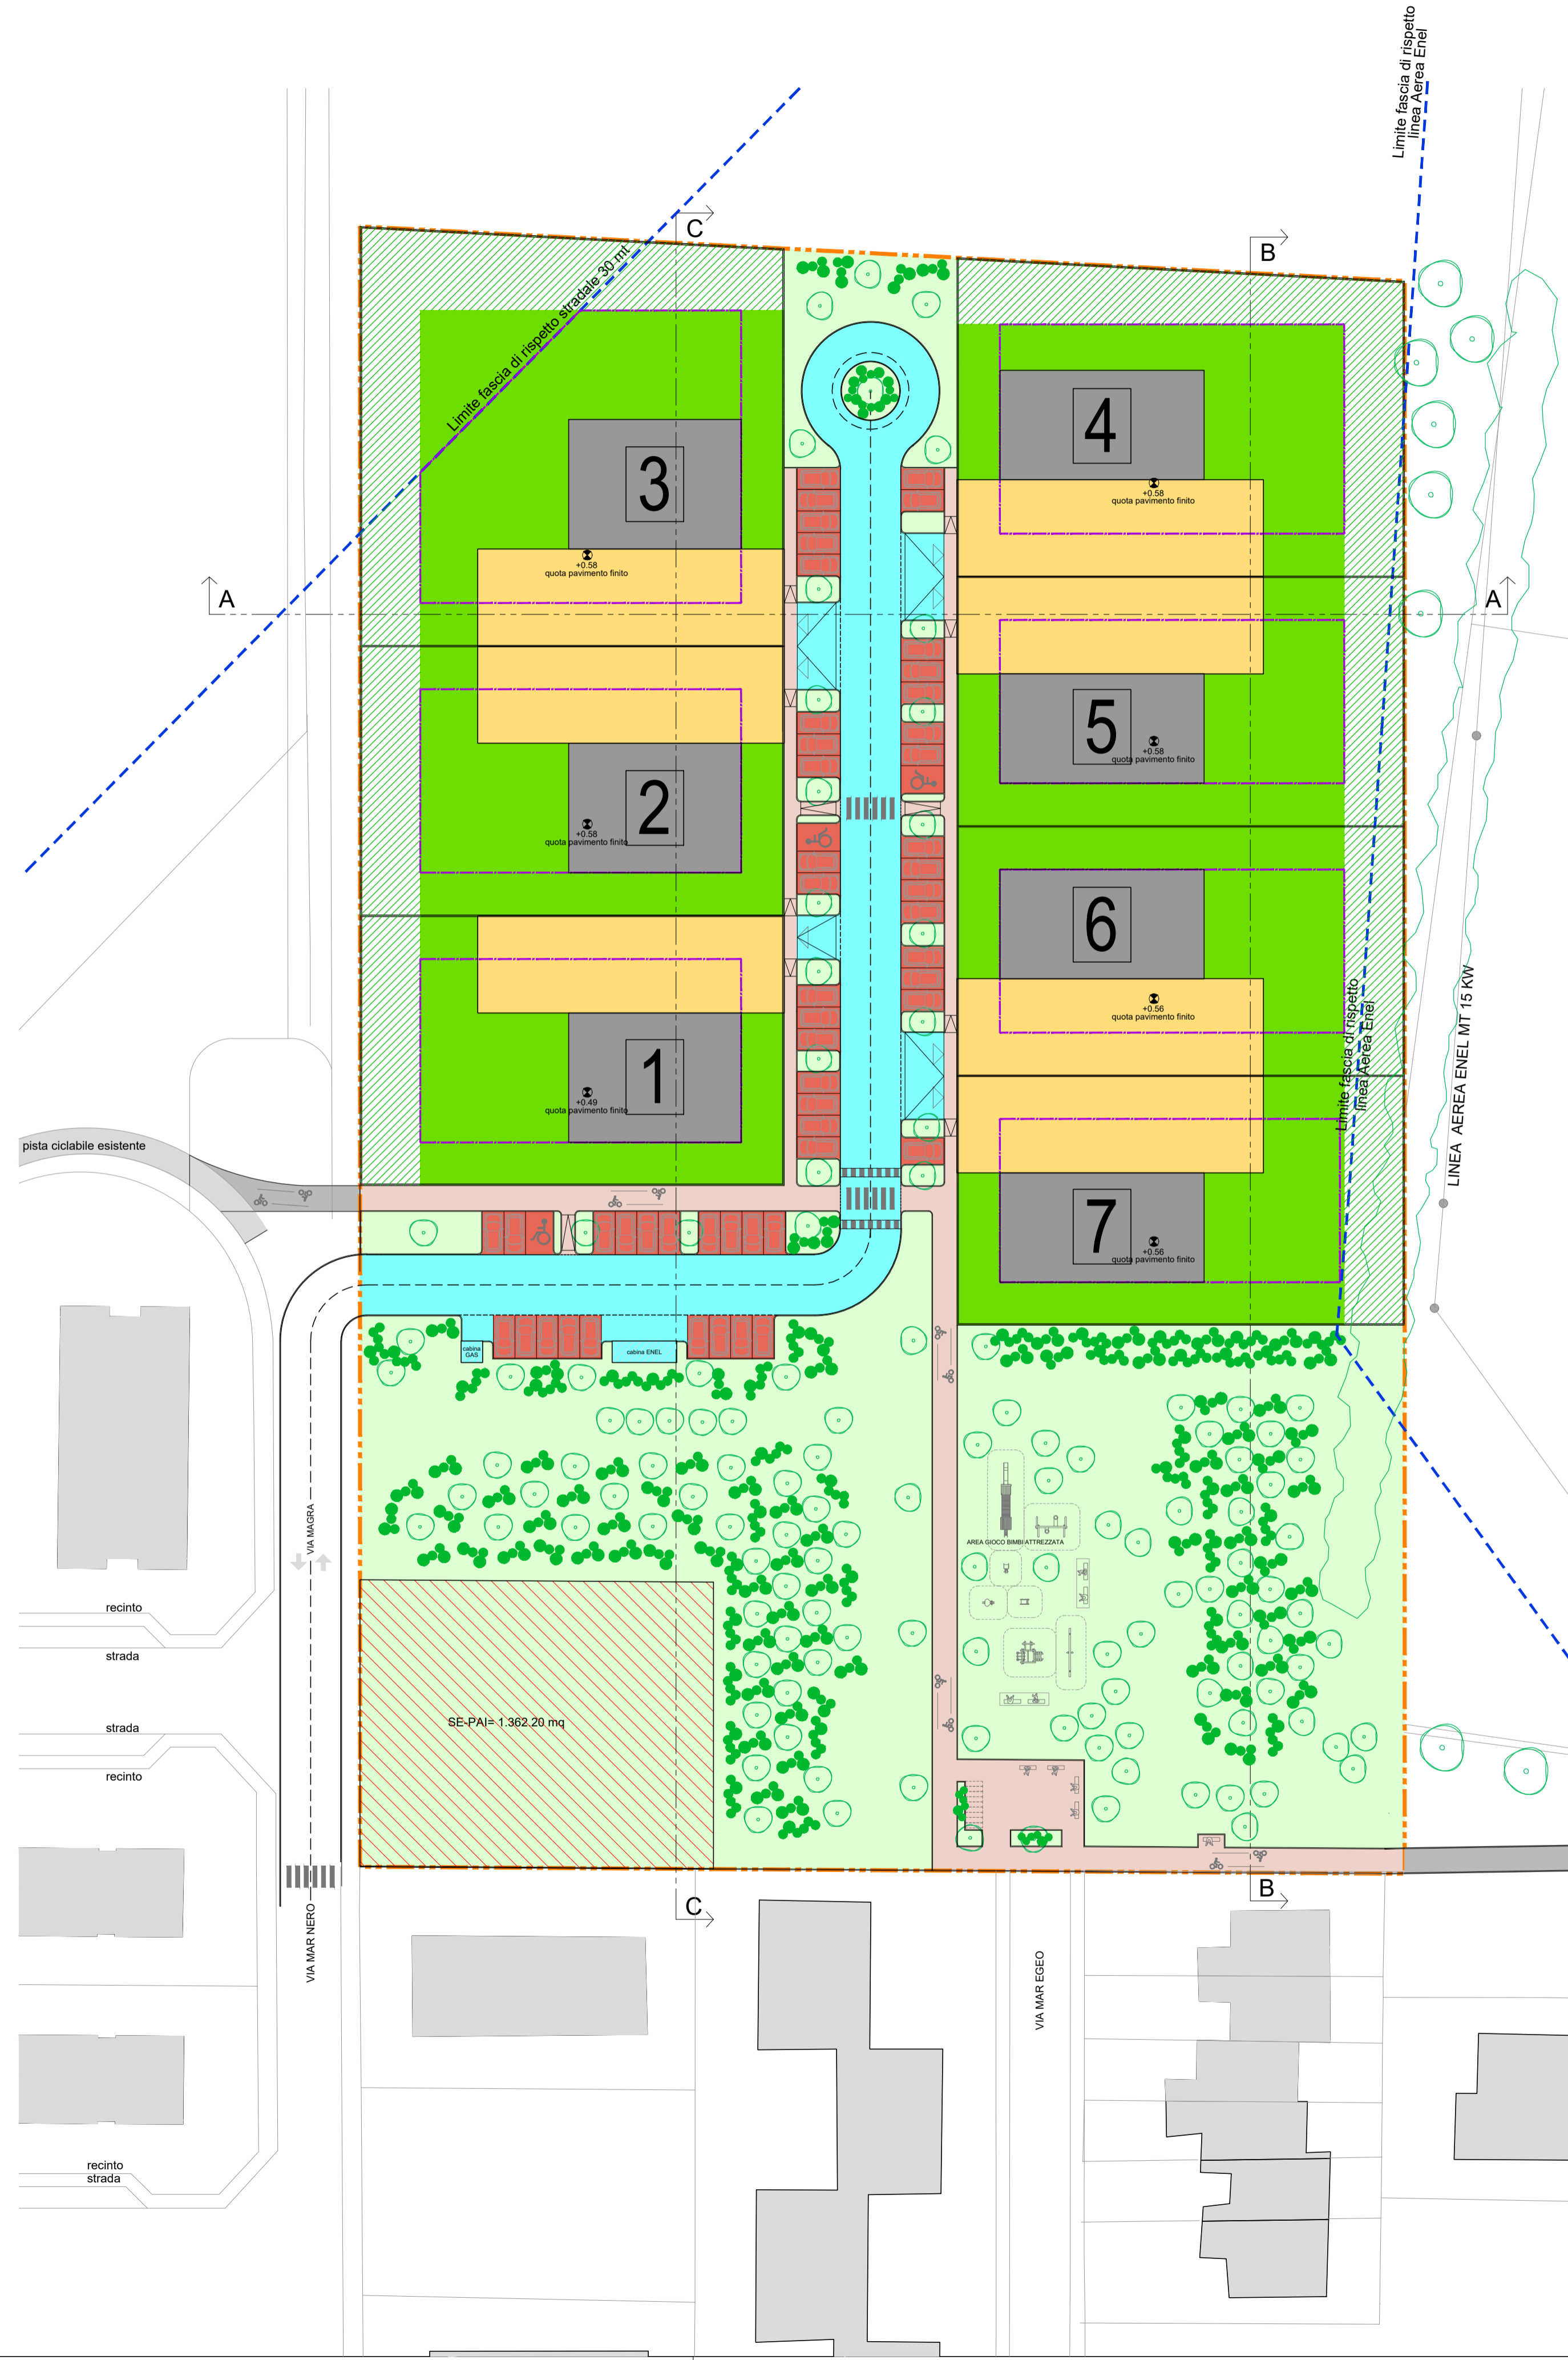 Limite fascia di rispetto
linea Aerea Enel
C
B
Limite fascia di rispetto stradale 30 mt
4
3
+0.58
quota pavimento finito
+0.58
quota pavimento finito
A
A
5
+0.58
quota pavimento finito
2
+0.58
quota pavimento finito
6
+0.56
quota pavimento finito
Limite fascia di rispetto
linea Aerea Enel
LINEA AEREA ENEL MT 15 KW
1
+0.49
quota pavimento finito
pista ciclabile esistente
7
+0.56
quota pavimento finito
cabina
GAS
cabina ENEL
VIA MAGRA
AREA GIOCO BIMBI ATTREZZATA
recinto
strada
SE-PAI= 1.362.20 mq
strada
recinto
B
C
VIA MAR NERO
VIA MAR EGEO
recinto
strada